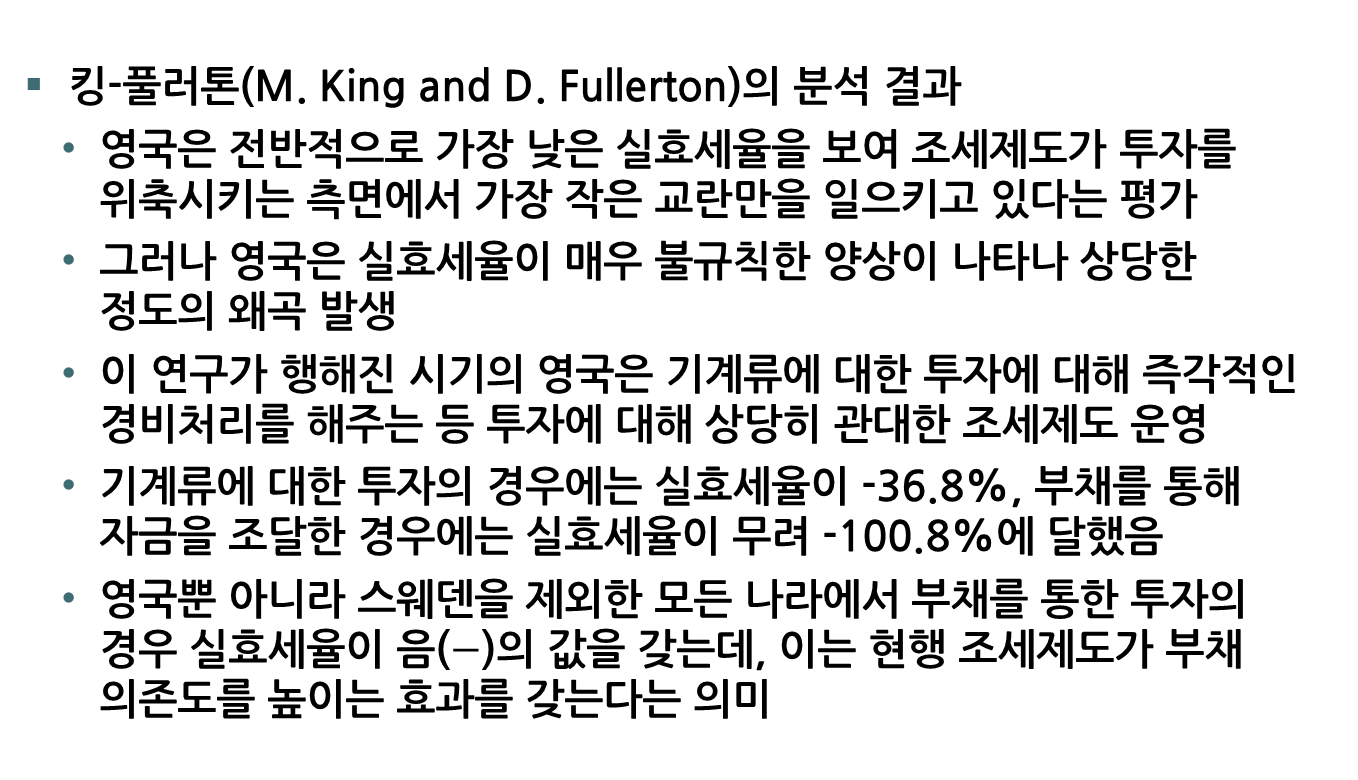 킹-풀러톤(M. King and D. Fullerton)의 분석 결과
영국은 전반적으로 가장 낮은 실효세율을 보여 조세제도가 투자를
위축시키는 측면에서 가장 작은 교란만을 일으키고 있다는 평가
그러나 영국은 실효세율이 매우 불규칙한 양상이 나타나 상당한
정도의 왜곡 발생
이 연구가 행해진 시기의 영국은 기계류에 대한 투자에 대해 즉각적인
경비처리를 해주는 등 투자에 대해 상당히 관대한 조세제도 운영
기계류에 대한 투자의 경우에는 실효세율이 -36.8%, 부채를 통해
자금을 조달한 경우에는 실효세율이 무려 -100.8%에 달했음
영국뿐 아니라 스웨덴을 제외한 모든 나라에서 부채를 통한 투자의
경우 실효세율이 음(−)의 값을 갖는데, 이는 현행 조세제도가 부채
의존도를 높이는 효과를 갖는다는 의미